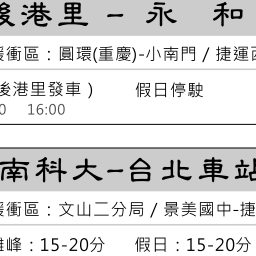 後港里 - 永 和
緩衝區：圓環(重慶)-小南門 / 捷運西
後港里發車 )
假日停駛
0
16:00
南科大-台北車站
緩衝區：文山二分局 / 景美國中-捷
離峰：15-20分
假日：15-20分